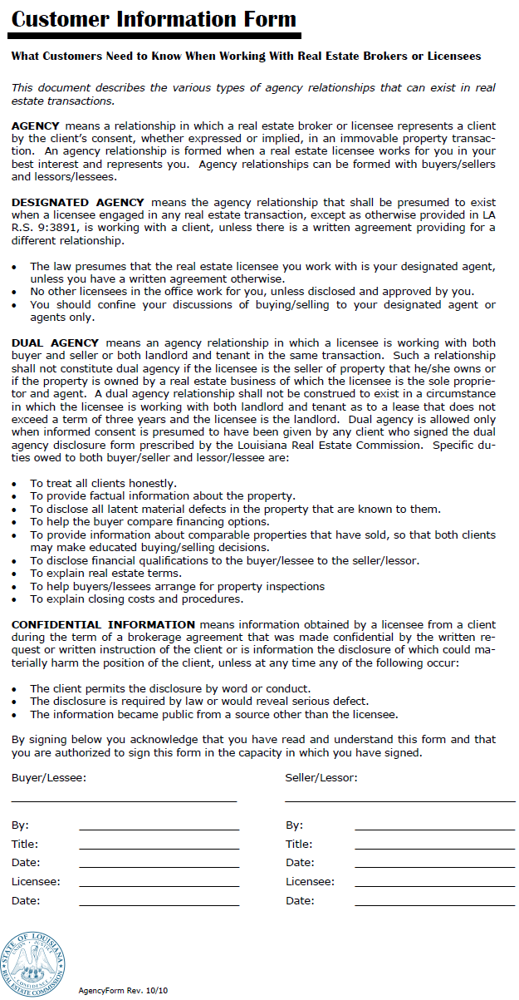 Customer Information Form
What Customers Need to Know When Working With Real Estate Brokers or Licensees
This document describes the various types of agency relationships that can exist in real
estate transactions.
AGENCY means a relationship in which a real estate broker or licensee represents a client
by the client's consent, whether expressed or implied, in an immovable property transac-
tion.  An agency relationship is formed when a real estate licensee works for you in your
best interest and represents you.  Agency relationships can be formed with buyers/sellers
and lessors/lessees.
DESIGNATED AGENCY means the agency relationship that shall be presumed to exist
when a licensee engaged in any real estate transaction, except as otherwise provided in LA
R.S. 9:3891, is working with a client, unless there is a written agreement providing for a
different relationship.
• The law presumes that the real estate licensee you work with is your designated agent,
unless you have a written agreement otherwise.
• No other licensees in the office work for you, unless disclosed and approved by you.
• You should confine your discussions of buying/selling to your designated agent or
agents only.
DUAL AGENCY means an agency relationship in which a licensee is working with both
buyer and seller or both landlord and tenant in the same transaction.  Such a relationship
shall not constitute dual agency if the licensee is the seller of property that he/she owns or
if the property is owned by a real estate business of which the licensee is the sole proprie-
tor and agent.  A dual agency relationship shall not be construed to exist in a circumstance
in which the licensee is working with both landlord and tenant as to a lease that does not
exceed a term of three years and the licensee is the landlord.  Dual agency is allowed only
when informed consent is presumed to have been given by any client who signed the dual
agency disclosure form prescribed by the Louisiana Real Estate Commission.  Specific du-
ties owed to both buyer/seller and lessor/lessee are:
• To treat all clients honestly.
• To provide factual information about the property.
• To disclose all latent material defects in the property that are known to them.
• To help the buyer compare financing options.
• To provide information about comparable properties that have sold, so that both clients
may make educated buying/selling decisions.
• To disclose financial qualifications to the buyer/lessee to the seller/lessor.
• To explain real estate terms.
• To help buyers/lessees arrange for property inspections
• To explain closing costs and procedures.
CONFIDENTIAL INFORMATION means information obtained by a licensee from a client
during the term of a brokerage agreement that was made confidential by the written re-
quest or written instruction of the client or is information the disclosure of which could ma-
terially harm the position of the client, unless at any time any of the following occur:
• The client permits the disclosure by word or conduct.
• The disclosure is required by law or would reveal serious defect.
• The information became public from a source other than the licensee.
By signing below you acknowledge that you have read and understand this form and that
you are authorized to sign this form in the capacity in which you have signed.
Buyer/Lessee: Seller/Lessor:
By: By:
Title: Title:
Date: Date:
Licensee: Licensee:
Date: Date:
STATE OF LOUISIANA
UNION JUSTICE
CONFIDENCE
REAL ESTATE COMMISSION
AgencyForm Rev. 10/10